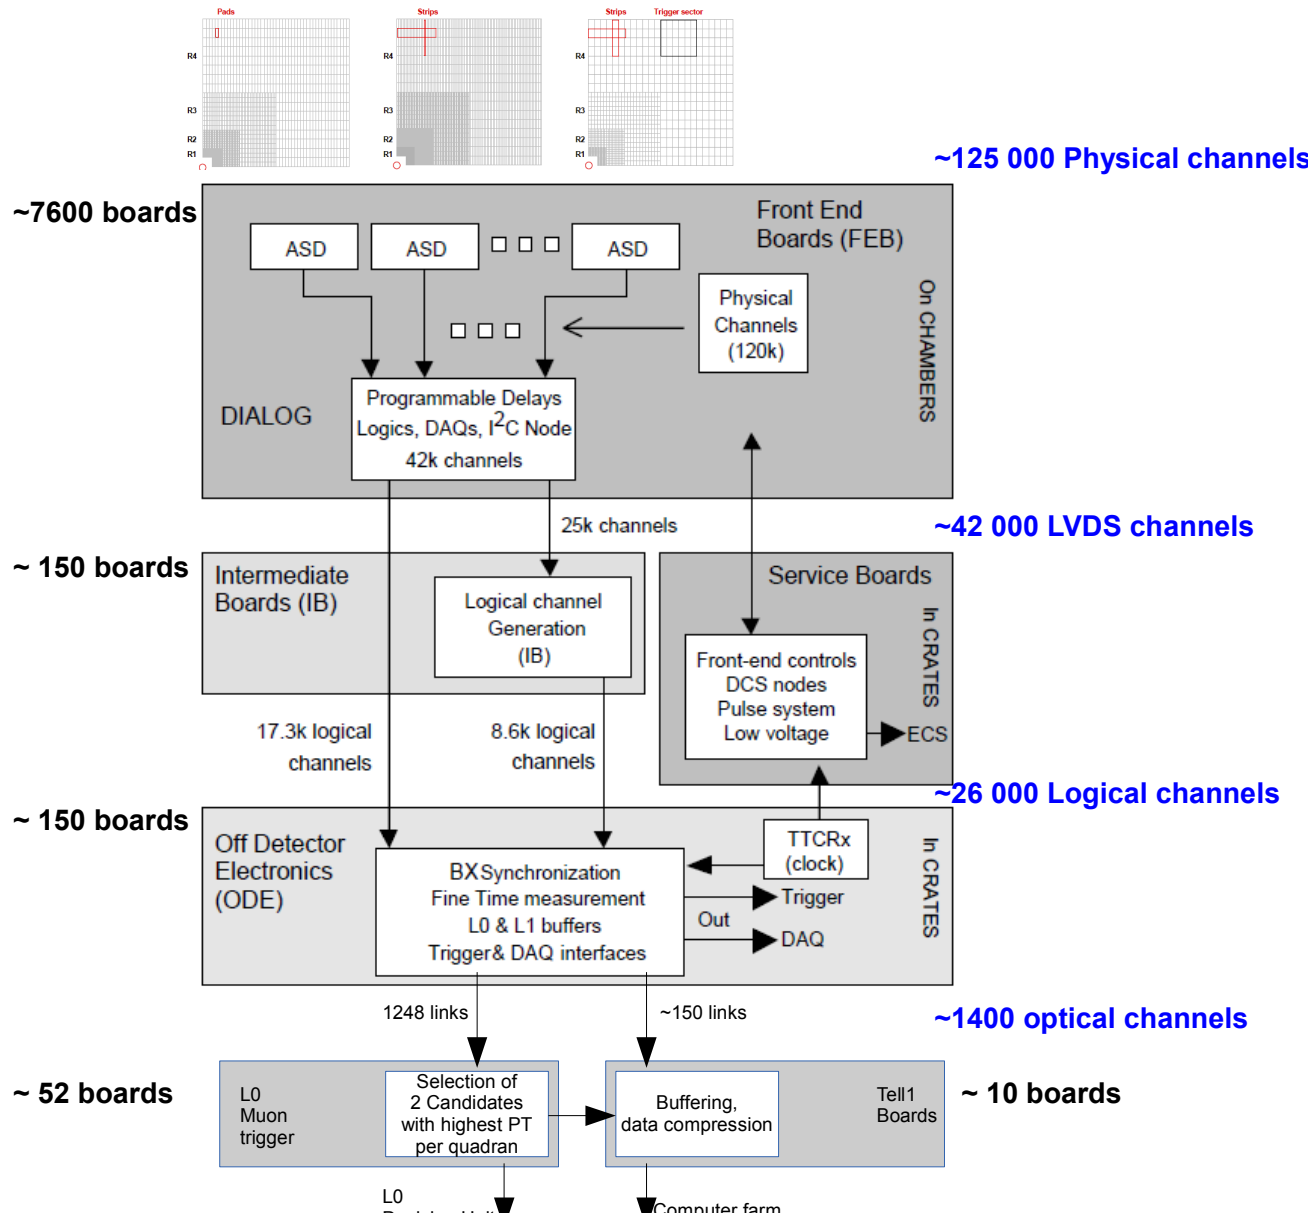 Pads
Strips
Strips
Trigger sector
R4
R3
R2
R1
R4
R3
R2
R1
R4
R3
R2
R1
~125 000 Physical channels
~7600 boards
Front End
Boards (FEB)
ASD
ASD
ASD
Physical
Channels
(120k)
On CHAMBERS
DIALOG
Programmable Delays
Logics, DAQs, I2C Node
42k channels
25k channels
~42 000 LVDS channels
~ 150 boards
Intermediate
Boards (IB)
Logical channel
Generation
(IB)
Service Boards
In CRATES
Front-end controls
DCS nodes
Pulse system
Low voltage
ECS
17.3k logical
channels
8.6k logical
channels
~26 000 Logical channels
~ 150 boards
Off Detector
Electronics
(ODE)
BX Synchronization
Fine Time measurement
L0 & L1 buffers
Trigger& DAQ interfaces
TTCRx
(clock)
Out
Trigger
DAQ
In CRATES
1248 links
~150 links
~1400 optical channels
~ 52 boards
L0
Muon
trigger
Selection of
2 Candidates
with highest PT
per quadran
Buffering,
data compression
Tell1
Boards
~ 10 boards
L0
Computer farm